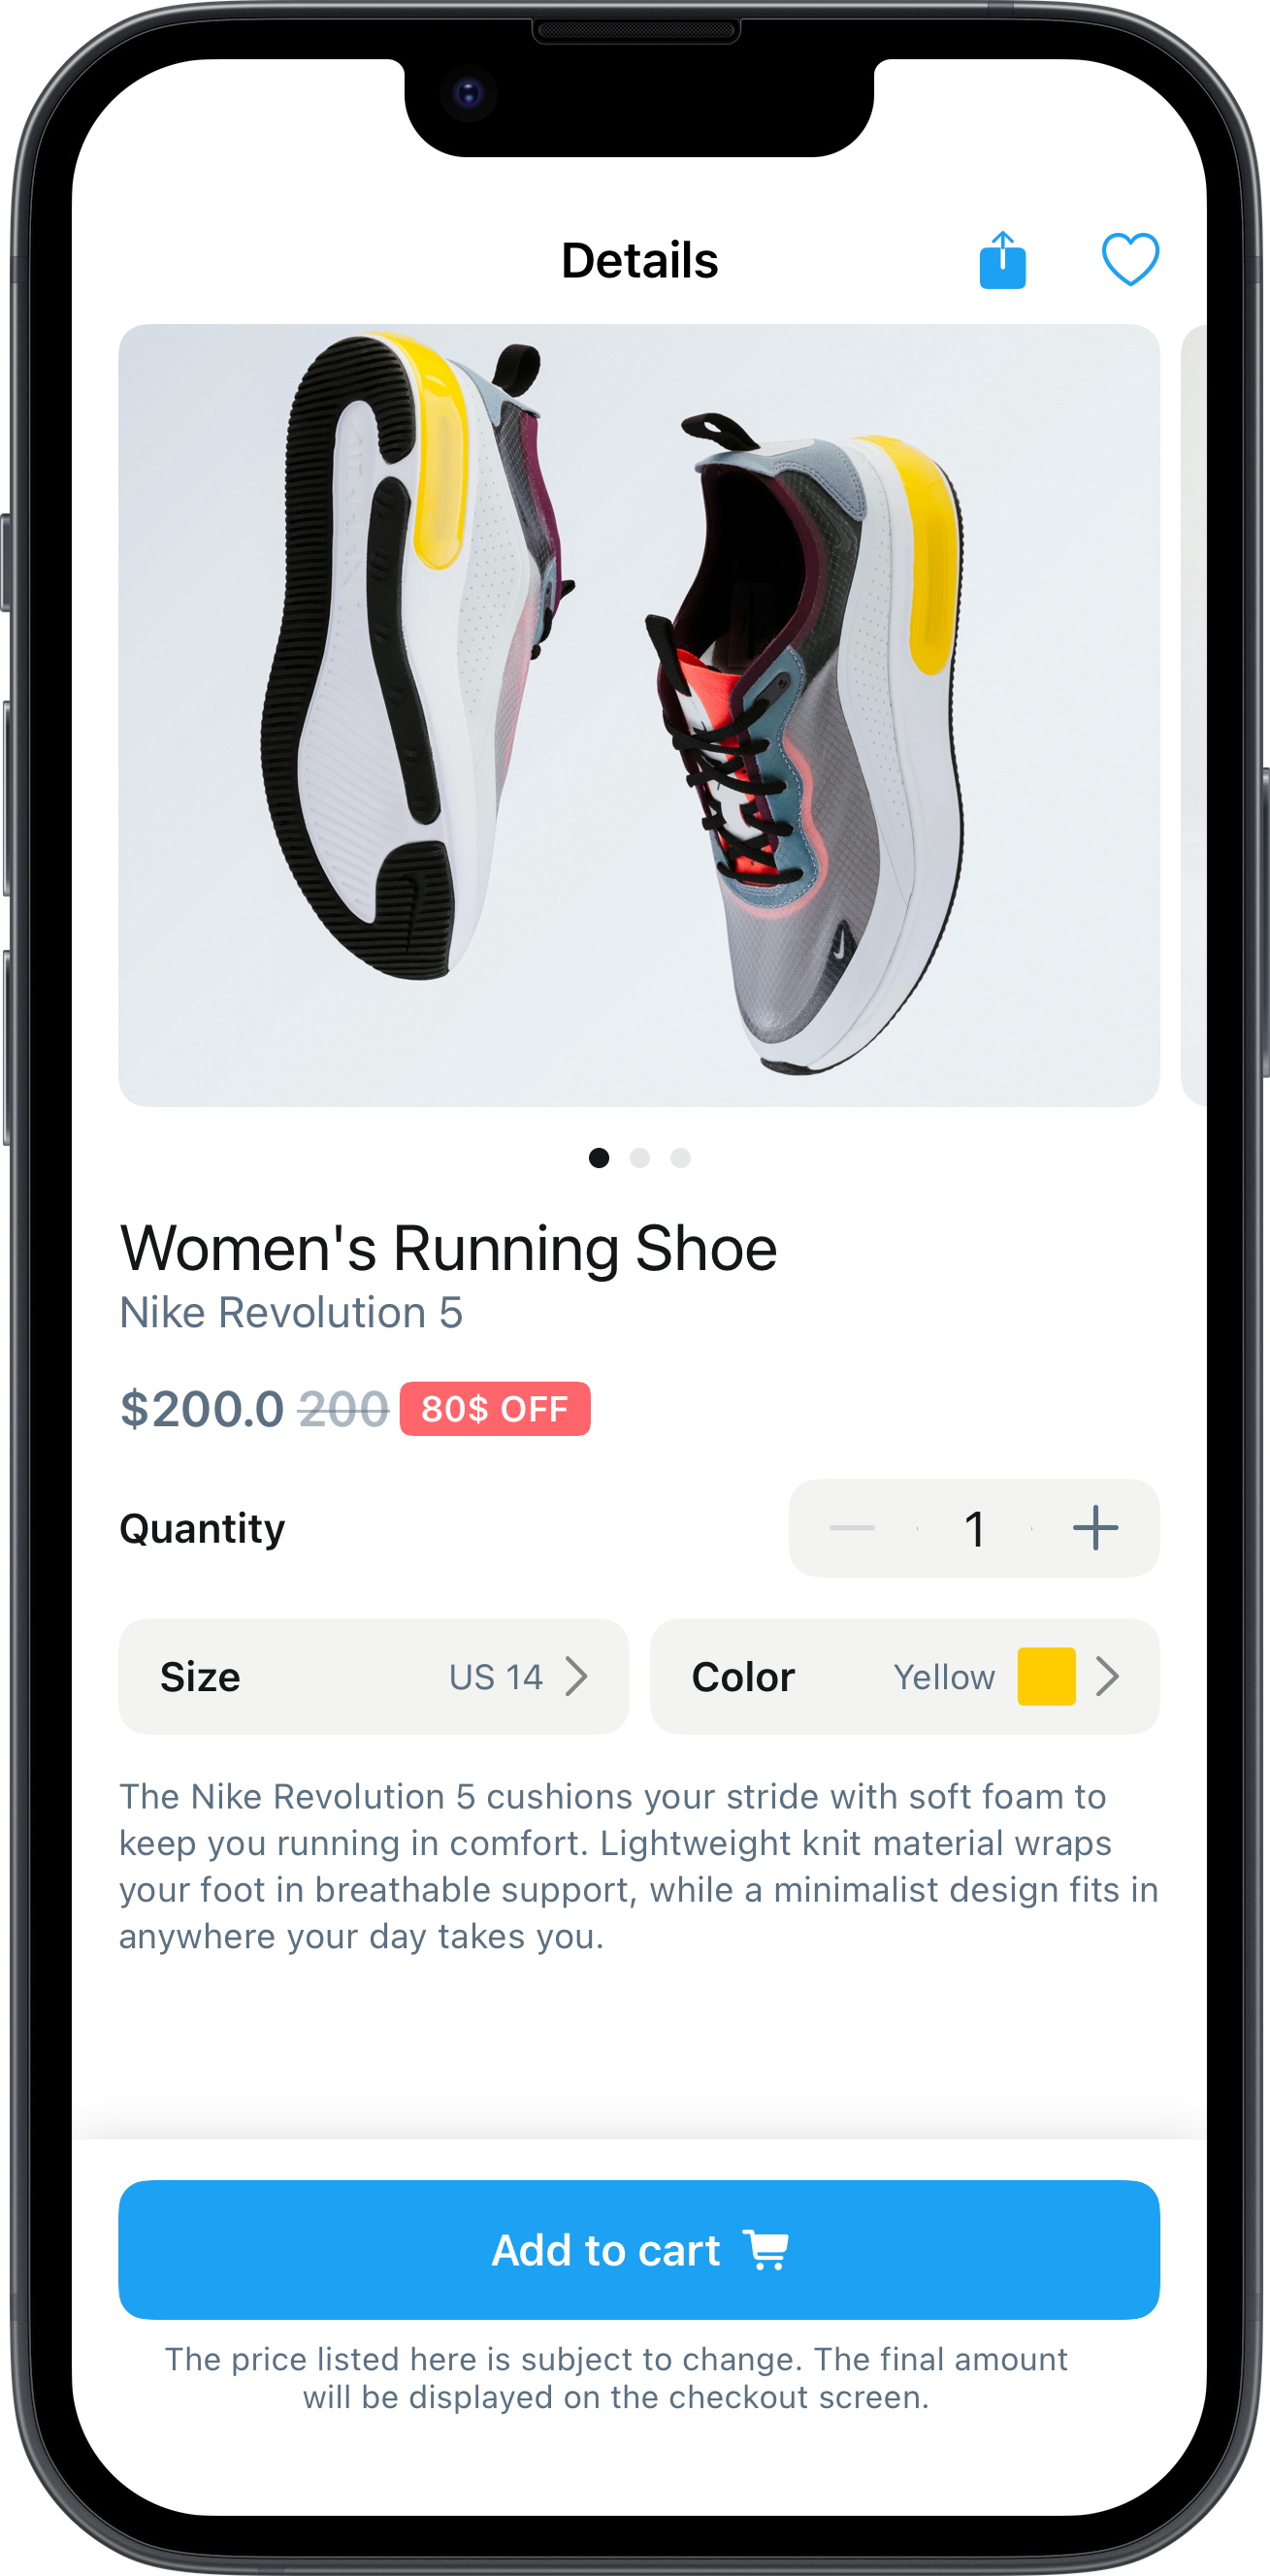 Details
Women's Running Shoe
Nike Revolution 5
$200.0 200 80$ OFF
Quantity 1
Size US 14 Color Yellow
The Nike Revolution 5 cushions your stride with soft foam to
keep you running in comfort. Lightweight knit material wraps
your foot in breathable support, while a minimalist design fits in
anywhere your day takes you.
Add to cart
The price listed here is subject to change. The final amount
will be displayed on the checkout screen.